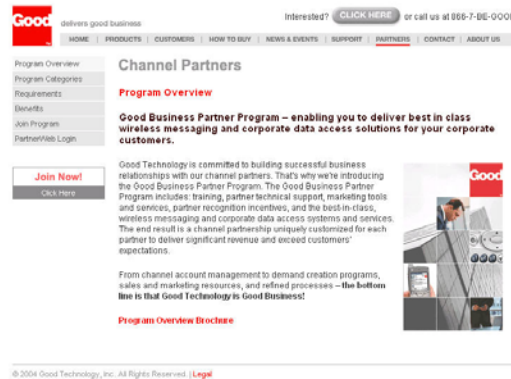 Good
delivers good business
Interested? CLICK HERE or call us at 866-7-BE-GOOD
HOME | PRODUCTS | CUSTOMERS | HOW TO BUY | NEWS & EVENTS | SUPPORT | PARTNERS | CONTACT | ABOUT US
Program Overview
Program Categories
Requirements
Benefits
Join Program
PartnerWeb Login
Join Now!
Click Here
Channel Partners
Program Overview
Good Business Partner Program – enabling you to deliver best in class
wireless messaging and corporate data access solutions for your corporate
customers.
Good Technology is committed to building successful business
relationships with our channel partners. That's why we're introducing
the Good Business Partner Program. The Good Business Partner
Program includes: training, partner technical support, marketing tools
and services, partner recognition incentives, and the best-in-class,
wireless messaging and corporate data access systems and services.
The end result is a channel partnership uniquely customized for each
partner to deliver significant revenue and exceed customers'
expectations.
Good
From channel account management to demand creation programs,
sales and marketing resources, and refined processes – the bottom
line is that Good Technology is Good Business!
Program Overview Brochure
© 2004 Good Technology, Inc. All Rights Reserved. | Legal